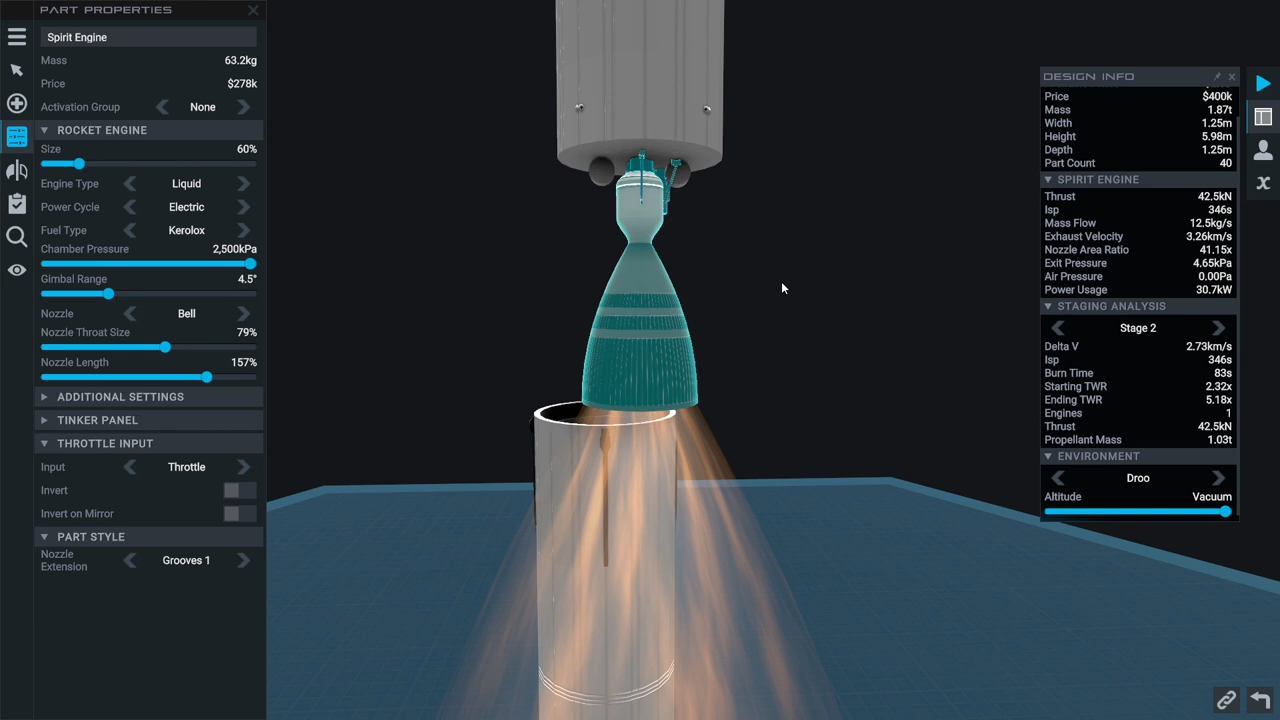 PART PROPERTIES
Spirit Engine
Mass 63.2kg
Price $278k
Activation Group None
ROCKET ENGINE
Size 60%
Engine Type Liquid
Power Cycle Electric
Fuel Type Kerolox
Chamber Pressure 2,500kPa
Gimbal Range 4.5°
Nozzle Bell
Nozzle Throat Size 79%
Nozzle Length 157%
ADDITIONAL SETTINGS
TINKER PANEL
THROTTLE INPUT
Input Throttle
Invert
Invert on Mirror
PART STYLE
Nozzle
Extension Grooves 1
DESIGN INFO
Price $400k
Mass 1.87t
Width 1.25m
Height 5.98m
Depth 1.25m
Part Count 40
SPIRIT ENGINE
Thrust 42.5kN
Isp 346s
Mass Flow 12.5kg/s
Exhaust Velocity 3.26km/s
Nozzle Area Ratio 41.15x
Exit Pressure 4.65kPa
Air Pressure 0.00Pa
Power Usage 30.7kW
STAGING ANALYSIS
Stage 2
Delta V 2.73km/s
Isp 346s
Burn Time 83s
Starting TWR 2.32x
Ending TWR 5.18x
Engines 1
Thrust 42.5kN
Propellant Mass 1.03t
ENVIRONMENT
Droo
Altitude Vacuum